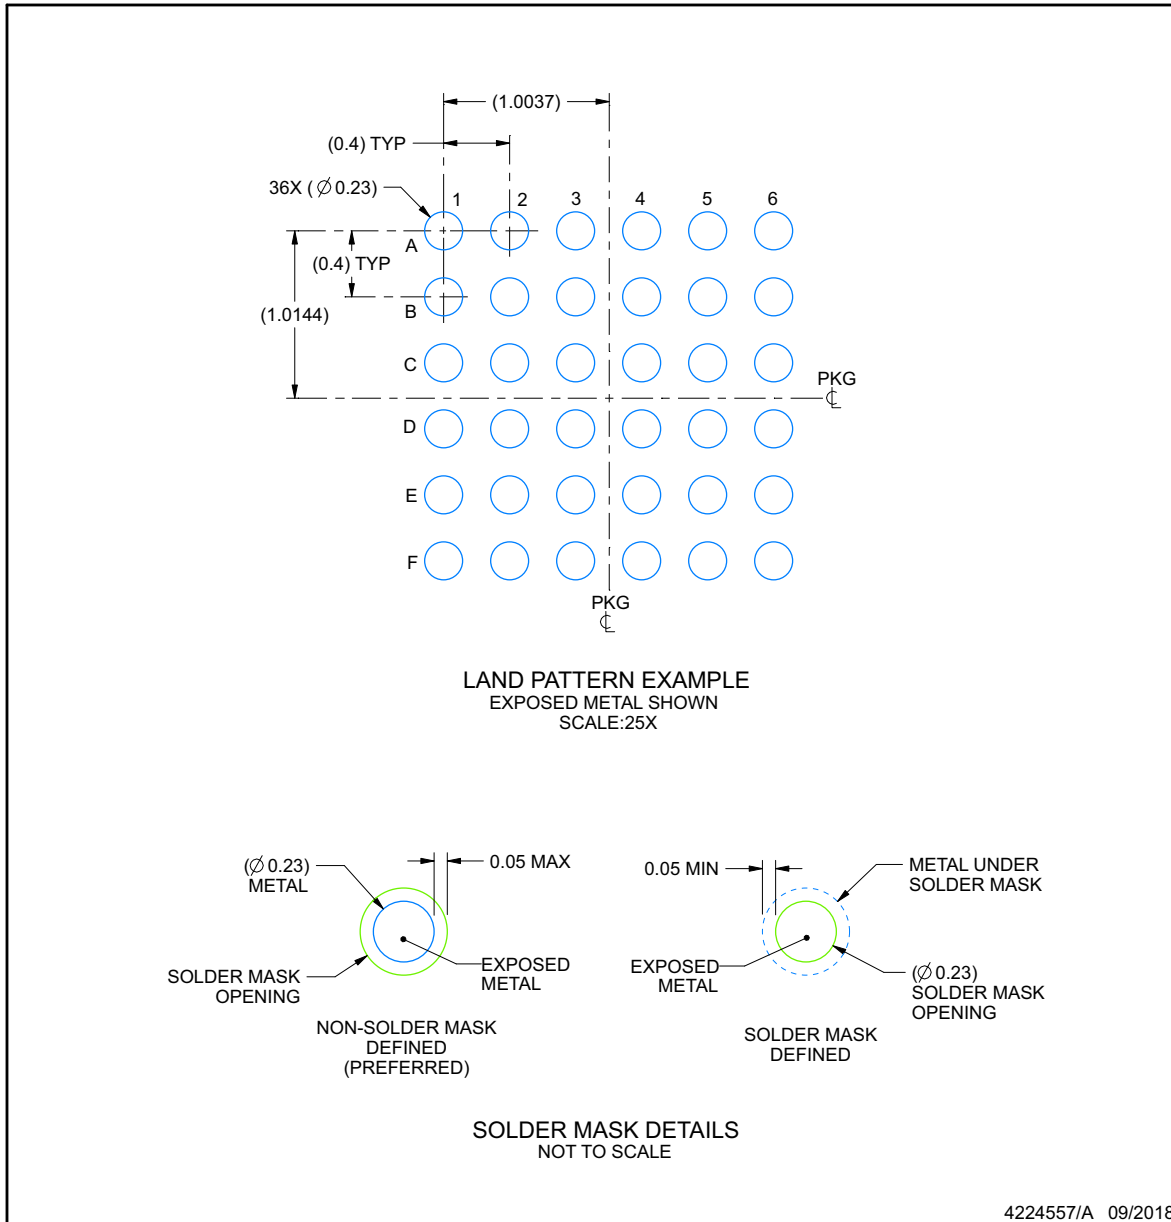 (1.0037)
(0.4) TYP
36X ( ∅ 0.23)
1 2 3 4 5 6
A
(0.4) TYP
B
(1.0144)
C
PKG
℄
D
E
F
PKG
℄
LAND PATTERN EXAMPLE
EXPOSED METAL SHOWN
SCALE:25X
(∅ 0.23)
METAL
0.05 MAX
SOLDER MASK
OPENING
EXPOSED
METAL
NON-SOLDER MASK
DEFINED
(PREFERRED)
0.05 MIN
METAL UNDER
SOLDER MASK
EXPOSED
METAL
(∅ 0.23)
SOLDER MASK
OPENING
SOLDER MASK
DEFINED
SOLDER MASK DETAILS
NOT TO SCALE
4224557/A 09/2018